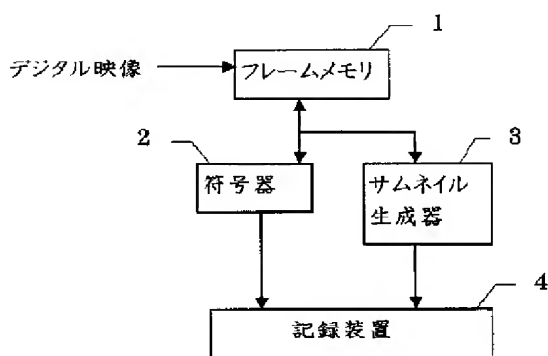 1
デジタル映像
フレームメモリ
2
3
符号器
サムネイル
生成器
4
記録装置